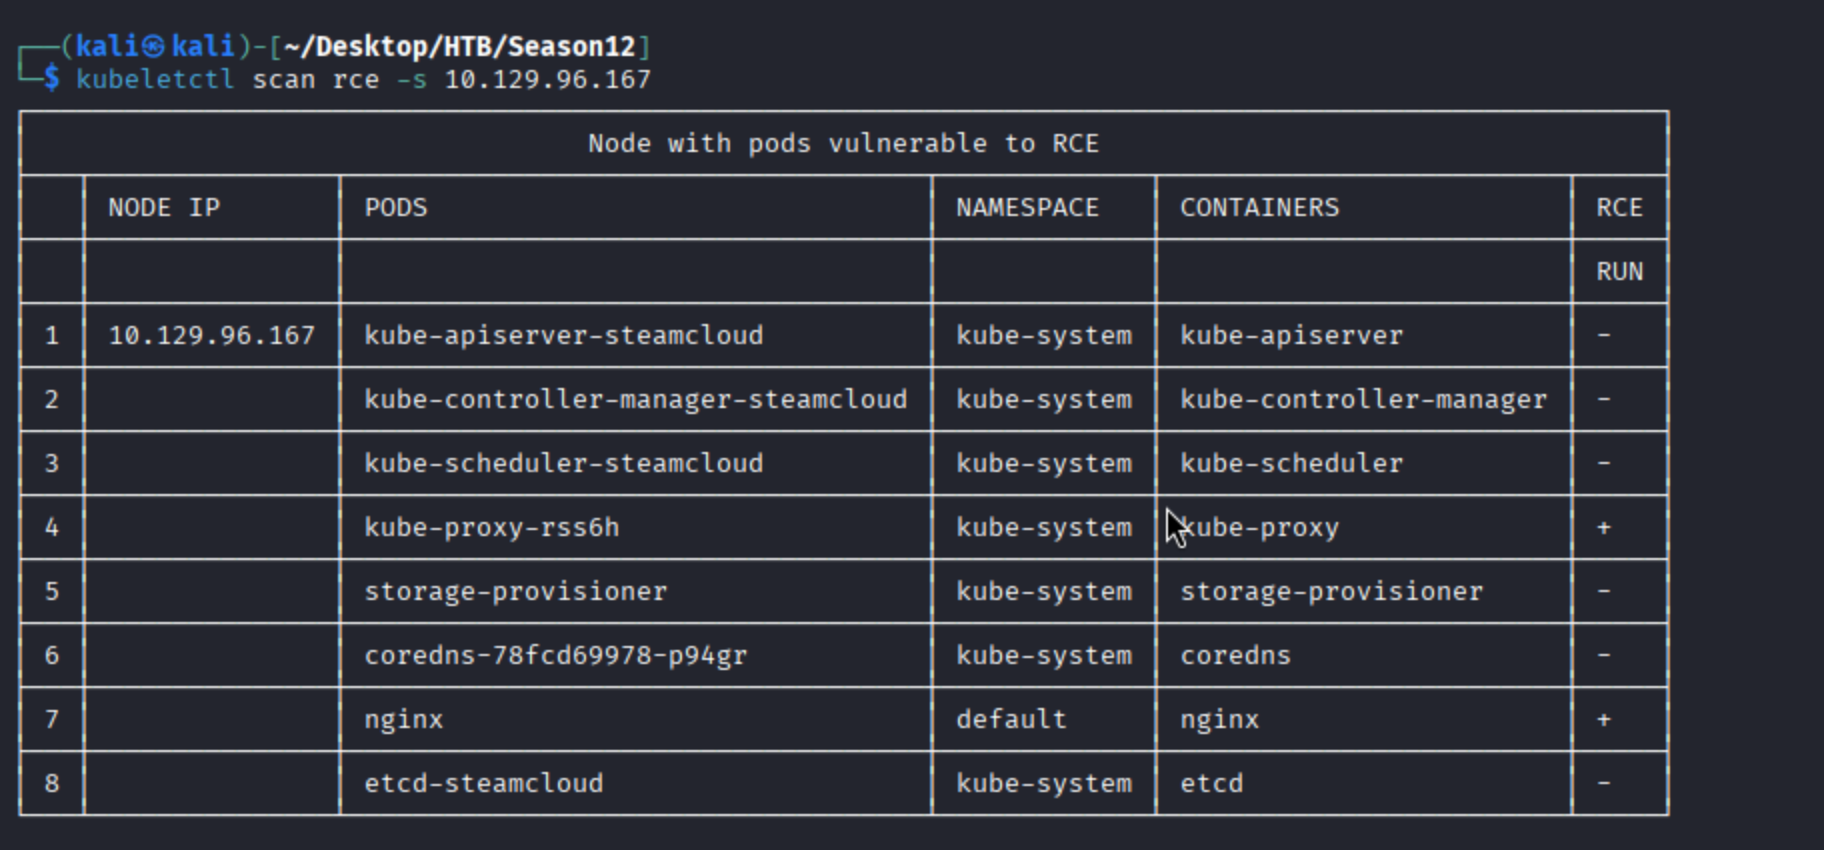 (kali㉿kali)-[~/Desktop/HTB/Season12]
$ kubeletctl scan rce -s 10.129.96.167
Node with pods vulnerable to RCE
NODE IP PODS NAMESPACE CONTAINERS RCE
RUN
1 10.129.96.167 kube-apiserver-steamcloud kube-system kube-apiserver -
2 kube-controller-manager-steamcloud kube-system kube-controller-manager -
3 kube-scheduler-steamcloud kube-system kube-scheduler -
4 kube-proxy-rss6h kube-system kube-proxy +
5 storage-provisioner kube-system storage-provisioner -
6 coredns-78fcd69978-p94gr kube-system coredns -
7 nginx default nginx +
8 etcd-steamcloud kube-system etcd -